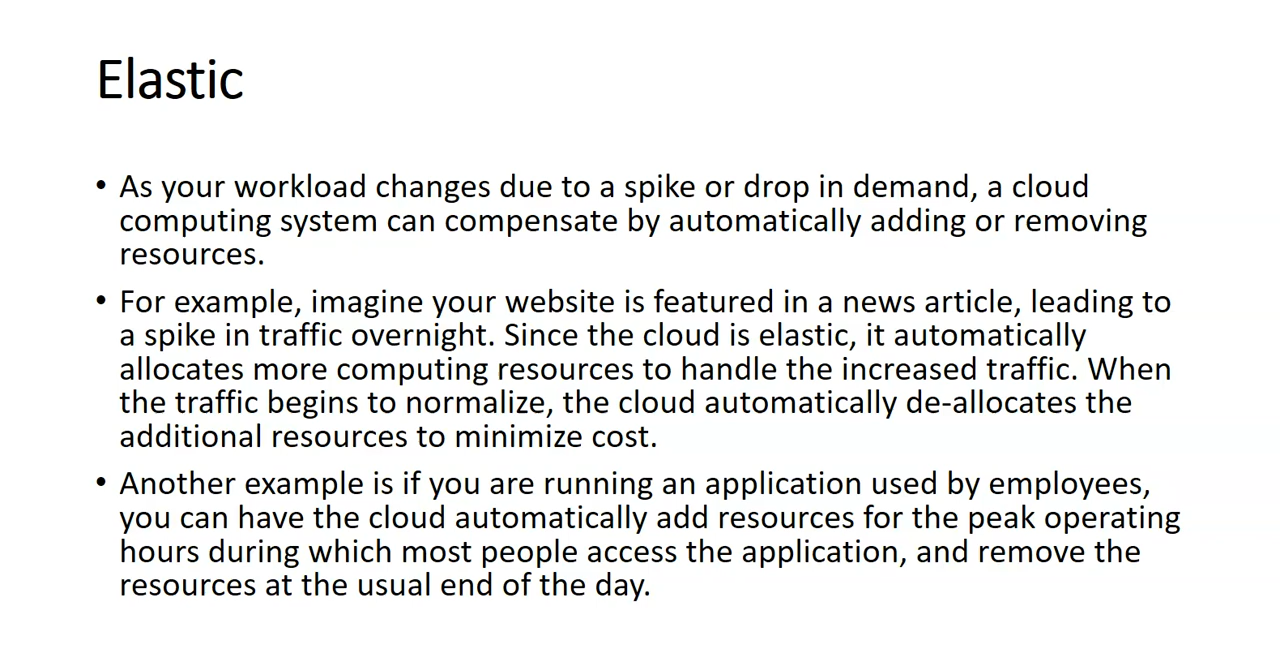 Elastic
• As your workload changes due to a spike or drop in demand, a cloud
computing system can compensate by automatically adding or removing
resources.
• For example, imagine your website is featured in a news article, leading to
a spike in traffic overnight. Since the cloud is elastic, it automatically
allocates more computing resources to handle the increased traffic. When
the traffic begins to normalize, the cloud automatically de-allocates the
additional resources to minimize cost.
• Another example is if you are running an application used by employees,
you can have the cloud automatically add resources for the peak operating
hours during which most people access the application, and remove the
resources at the usual end of the day.